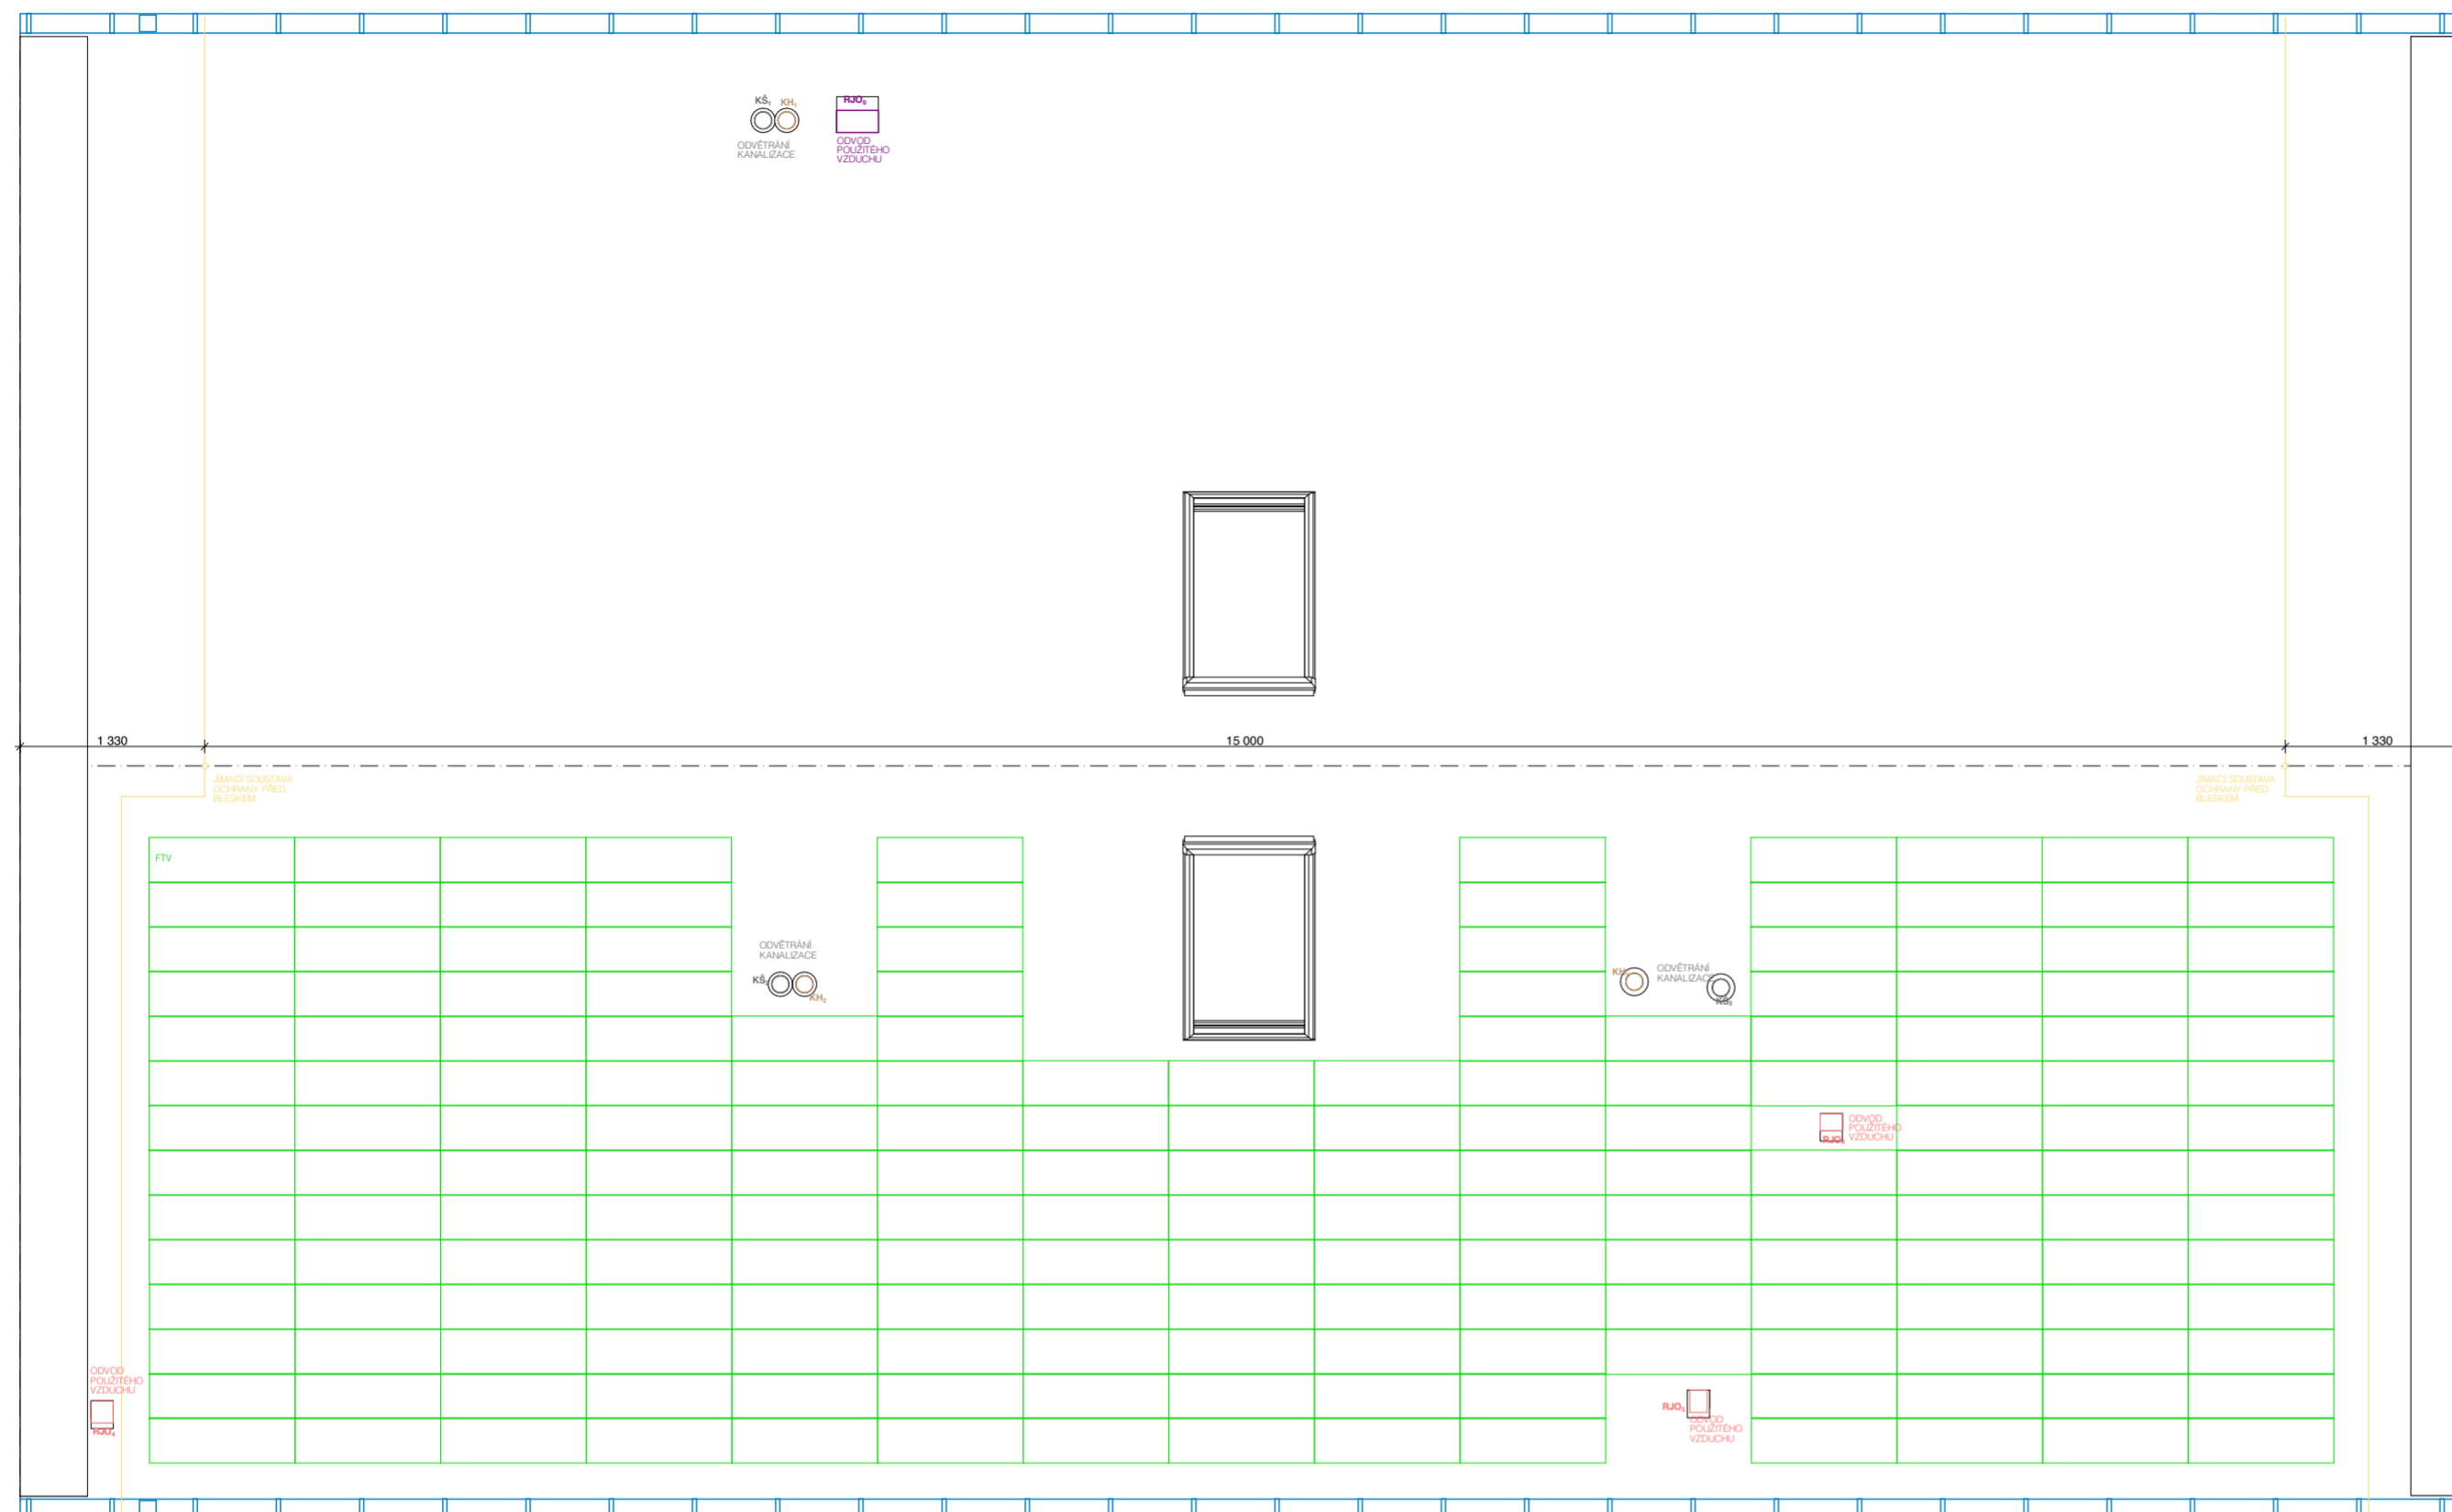 KŠ₁ KH₁
ODVĚTRÁNÍ
KANALIZACE
RJO₆
ODVOD
POUŽITÉHO
VZDUCHU
1 330
15 000
1 330
JÍMACÍ SOUSTAVA
OCHRANY PŘED
BLESKEM
JÍMACÍ SOUSTAVA
OCHRANY PŘED
BLESKEM
FTV
ODVĚTRÁNÍ
KANALIZACE
KŠ₂
KH₂
ODVĚTRÁNÍ
KANALIZACE
KŠ₃
ODVOD
POUŽITÉHO
VZDUCHU
ODVOD
POUŽITÉHO
VZDUCHU
RJO₄
RJO₅
ODVOD
POUŽITÉHO
VZDUCHU